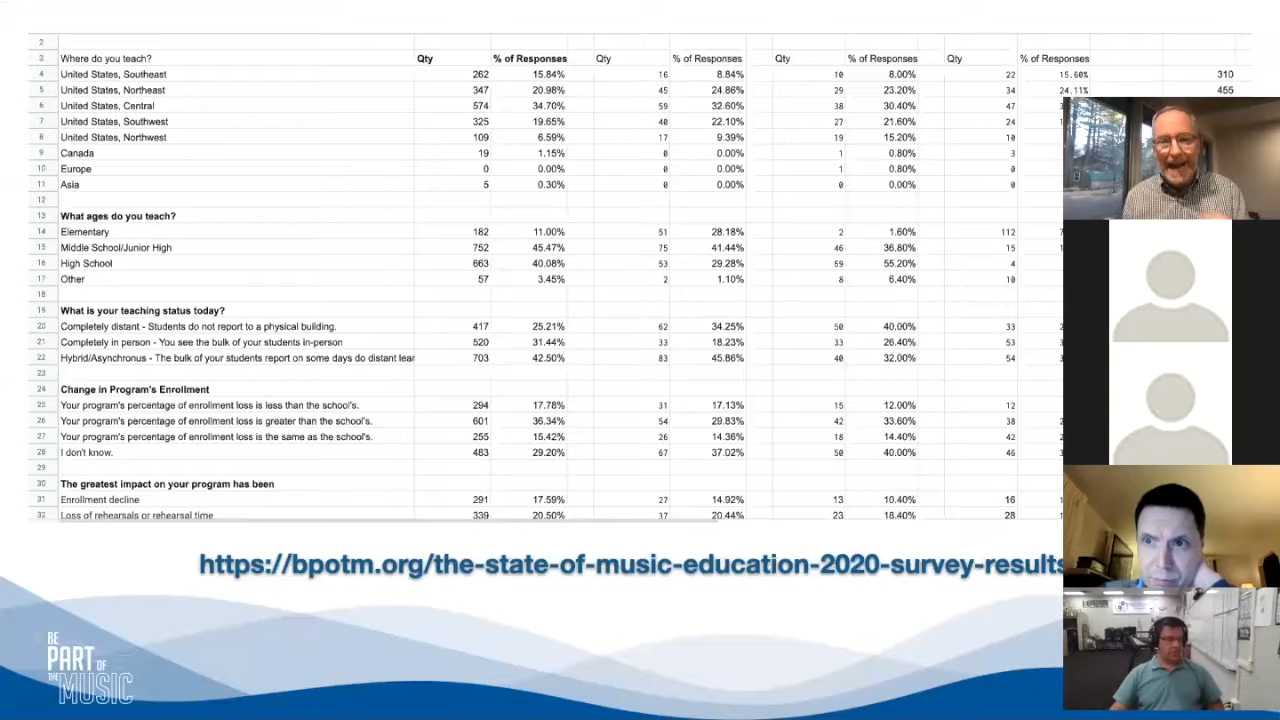 2
3 Where do you teach? Qty % of Responses Qty % of Responses Qty % of Responses Qty % of Responses
4 United States, Southeast 262 15.84% 16 8.84% 10 8.00% 22 15.60% 310
5 United States, Northeast 347 20.98% 45 24.86% 29 23.20% 34 24.11% 455
6 United States, Central 574 34.70% 59 32.60% 38 30.40% 47
7 United States, Southwest 325 19.65% 40 22.10% 27 21.60% 24
8 United States, Northwest 109 6.59% 17 9.39% 19 15.20% 10
9 Canada 19 1.15% 0 0.00% 1 0.80% 3
10 Europe 0 0.00% 0 0.00% 1 0.80% 0
11 Asia 5 0.30% 0 0.00% 0 0.00% 0
12
13 What ages do you teach?
14 Elementary 182 11.00% 51 28.18% 2 1.60% 112
15 Middle School/Junior High 752 45.47% 75 41.44% 46 36.80% 15
16 High School 663 40.08% 53 29.28% 69 55.20% 4
17 Other 57 3.45% 2 1.10% 8 6.40% 10
18
19 What is your teaching status today?
20 Completely distant - Students do not report to a physical building. 417 25.21% 62 34.25% 50 40.00% 33
21 Completely in person - You see the bulk of your students in-person 520 31.44% 33 18.23% 33 26.40% 53
22 Hybrid/Asynchronus - The bulk of your students report on some days do distant lear 703 42.50% 83 45.86% 40 32.00% 54
23
24 Change in Program's Enrollment
25 Your program's percentage of enrollment loss is less than the school's. 294 17.78% 31 17.13% 15 12.00% 12
26 Your program's percentage of enrollment loss is greater than the school's. 601 36.34% 54 29.83% 42 33.60% 38
27 Your program's percentage of enrollment loss is the same as the school's. 255 15.42% 26 14.36% 18 14.40% 42
28 I don't know. 483 29.20% 67 37.02% 50 40.00% 46
29
30 The greatest impact on your program has been
31 Enrollment decline 291 17.59% 27 14.92% 13 10.40% 16
32 Loss of rehearsals or rehearsal time 339 20.50% 37 20.44% 23 18.40% 28
https://bpotm.org/the-state-of-music-education-2020-survey-results
BE
PART OF
THE MUSIC